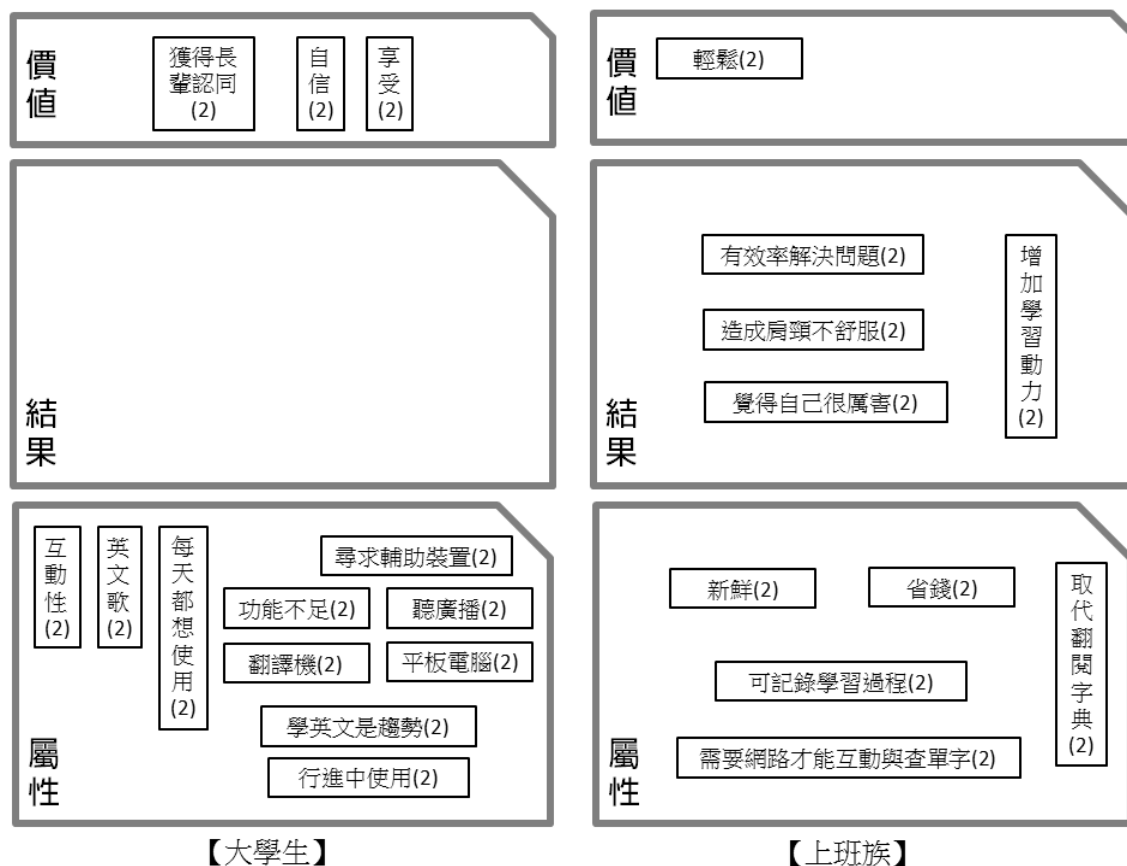 價值
獲得長輩認同(2)
自信(2)
享受(2)
結果
屬性
互動性(2)
英文歌(2)
每天都想使用(2)
尋求輔助裝置(2)
功能不足(2)
聽廣播(2)
翻譯機(2)
平板電腦(2)
學英文是趨勢(2)
行進中使用(2)
【大學生】
價值
輕鬆(2)
結果
有效率解決問題(2)
造成肩頸不舒服(2)
覺得自己很厲害(2)
增加學習動力(2)
屬性
新鮮(2)
省錢(2)
可記錄學習過程(2)
需要網路才能互動與查單字(2)
取代翻閱字典(2)
【上班族】